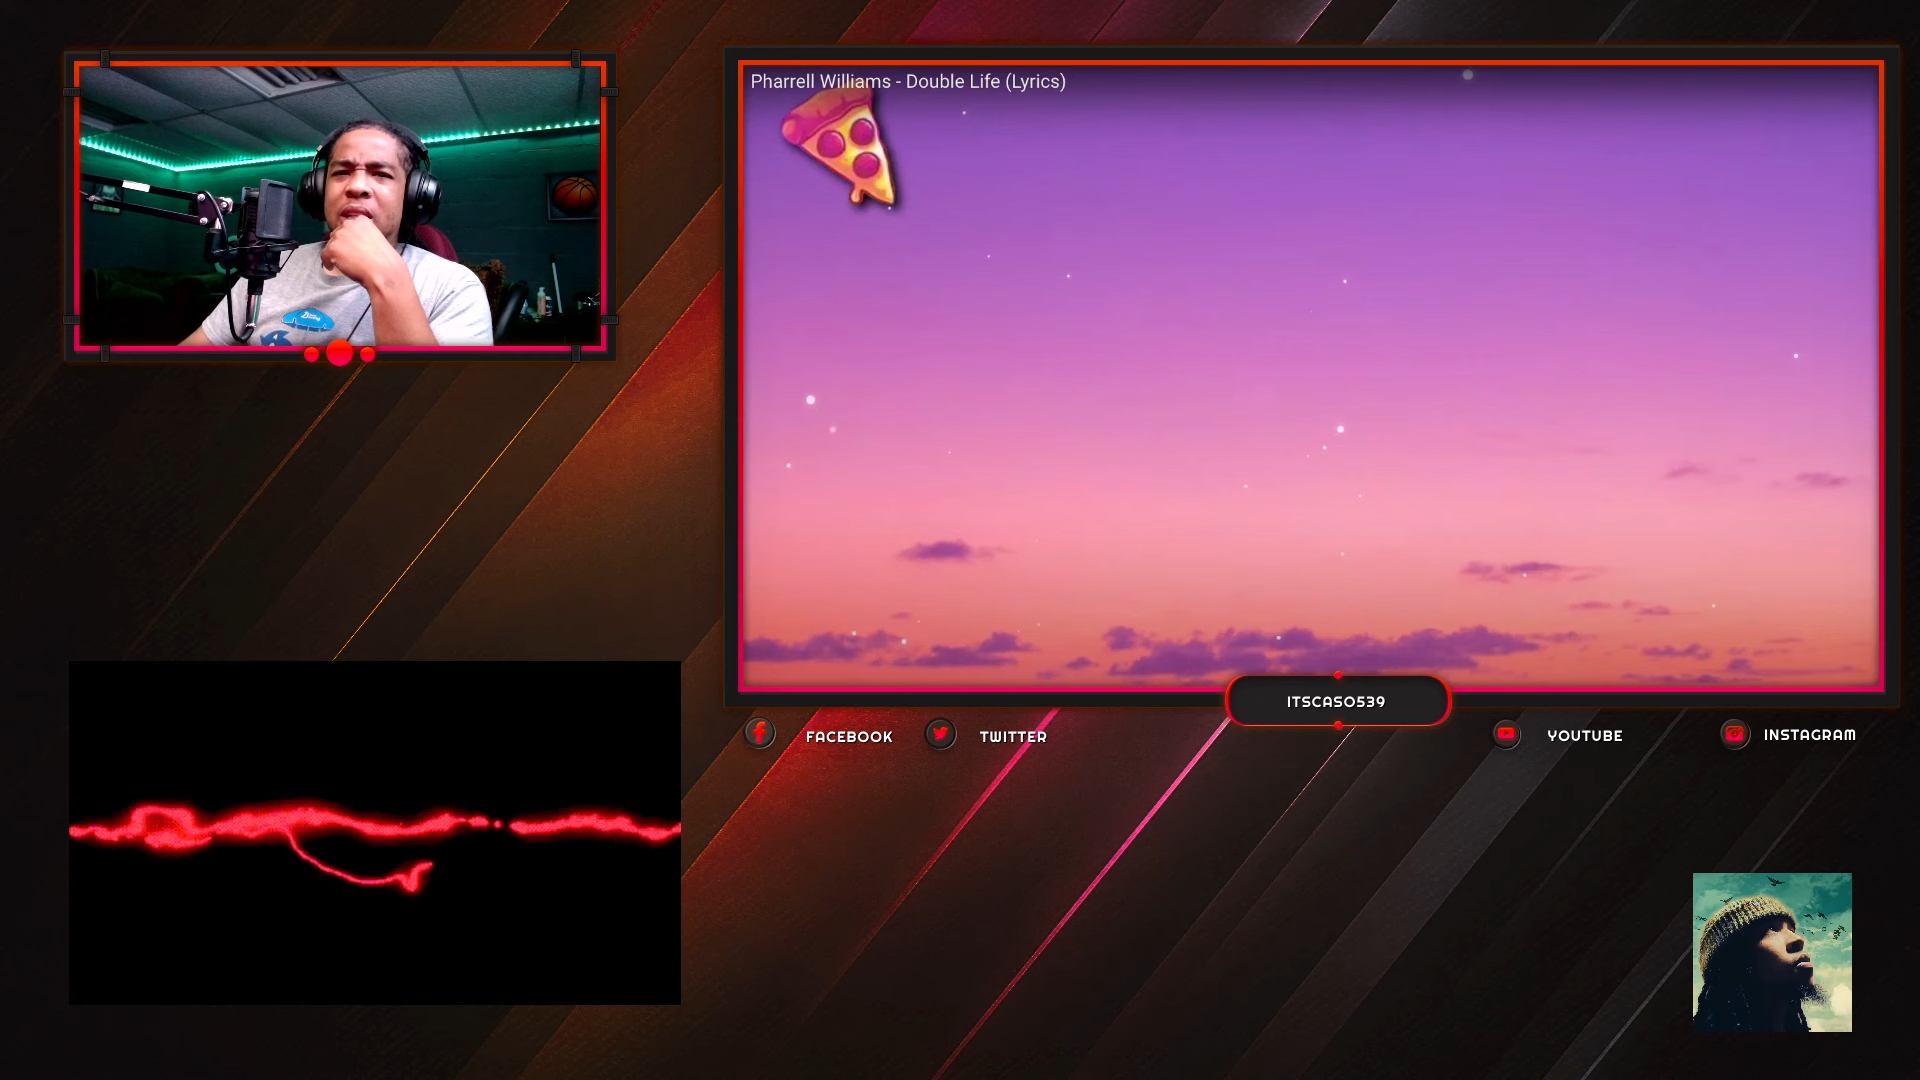 Pharrell Williams - Double Life (Lyrics)
ITSCASO539
FACEBOOK
TWITTER
YOUTUBE
INSTAGRAM